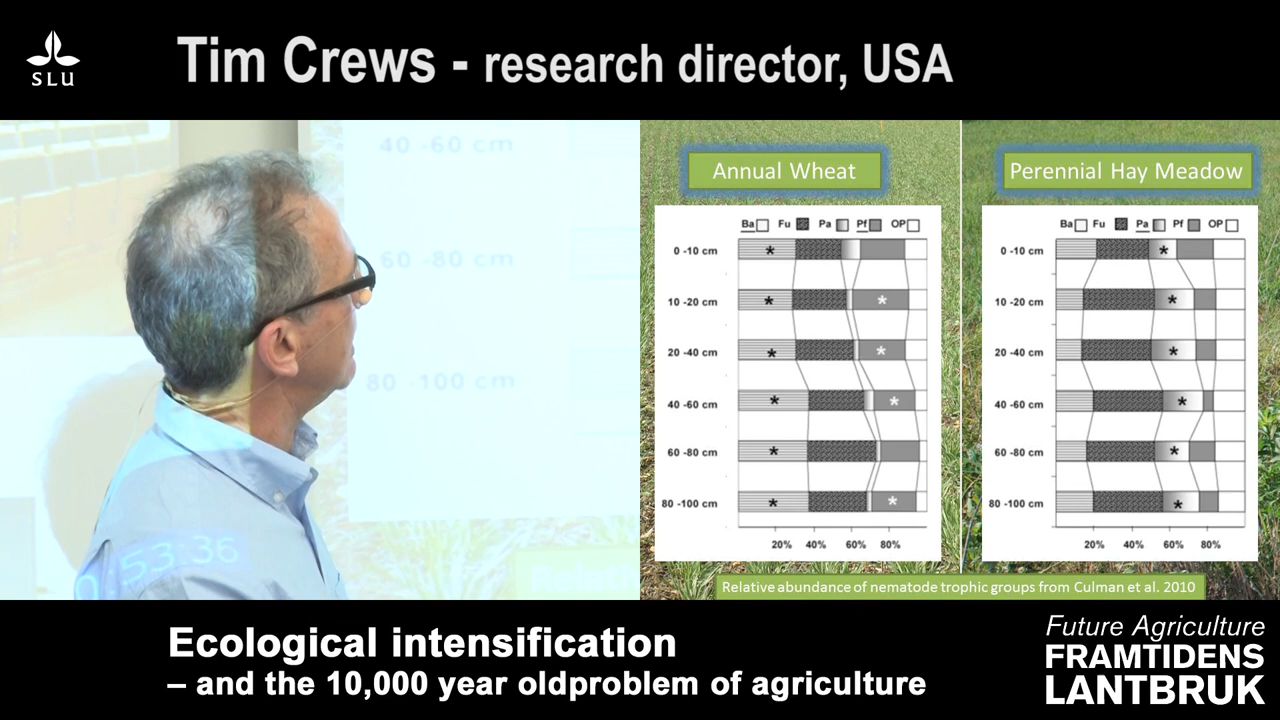 SLU
Tim Crews - research director, USA
40 -60 cm
60 -80 cm
80 -100 cm
53:36
Annual Wheat
Ba Fu Pa Pf OP
0 -10 cm
10 -20 cm
20 -40 cm
40 -60 cm
60 -80 cm
80 -100 cm
20% 40% 60% 80%
Perennial Hay Meadow
Ba Fu Pa Pf OP
0 -10 cm
10 -20 cm
20 -40 cm
40 -60 cm
60 -80 cm
80 -100 cm
20% 40% 60% 80%
Relative abundance of nematode trophic groups from Culman et al. 2010
Ecological intensification
– and the 10,000 year oldproblem of agriculture
Future Agriculture
FRAMTIDENS
LANTBRUK